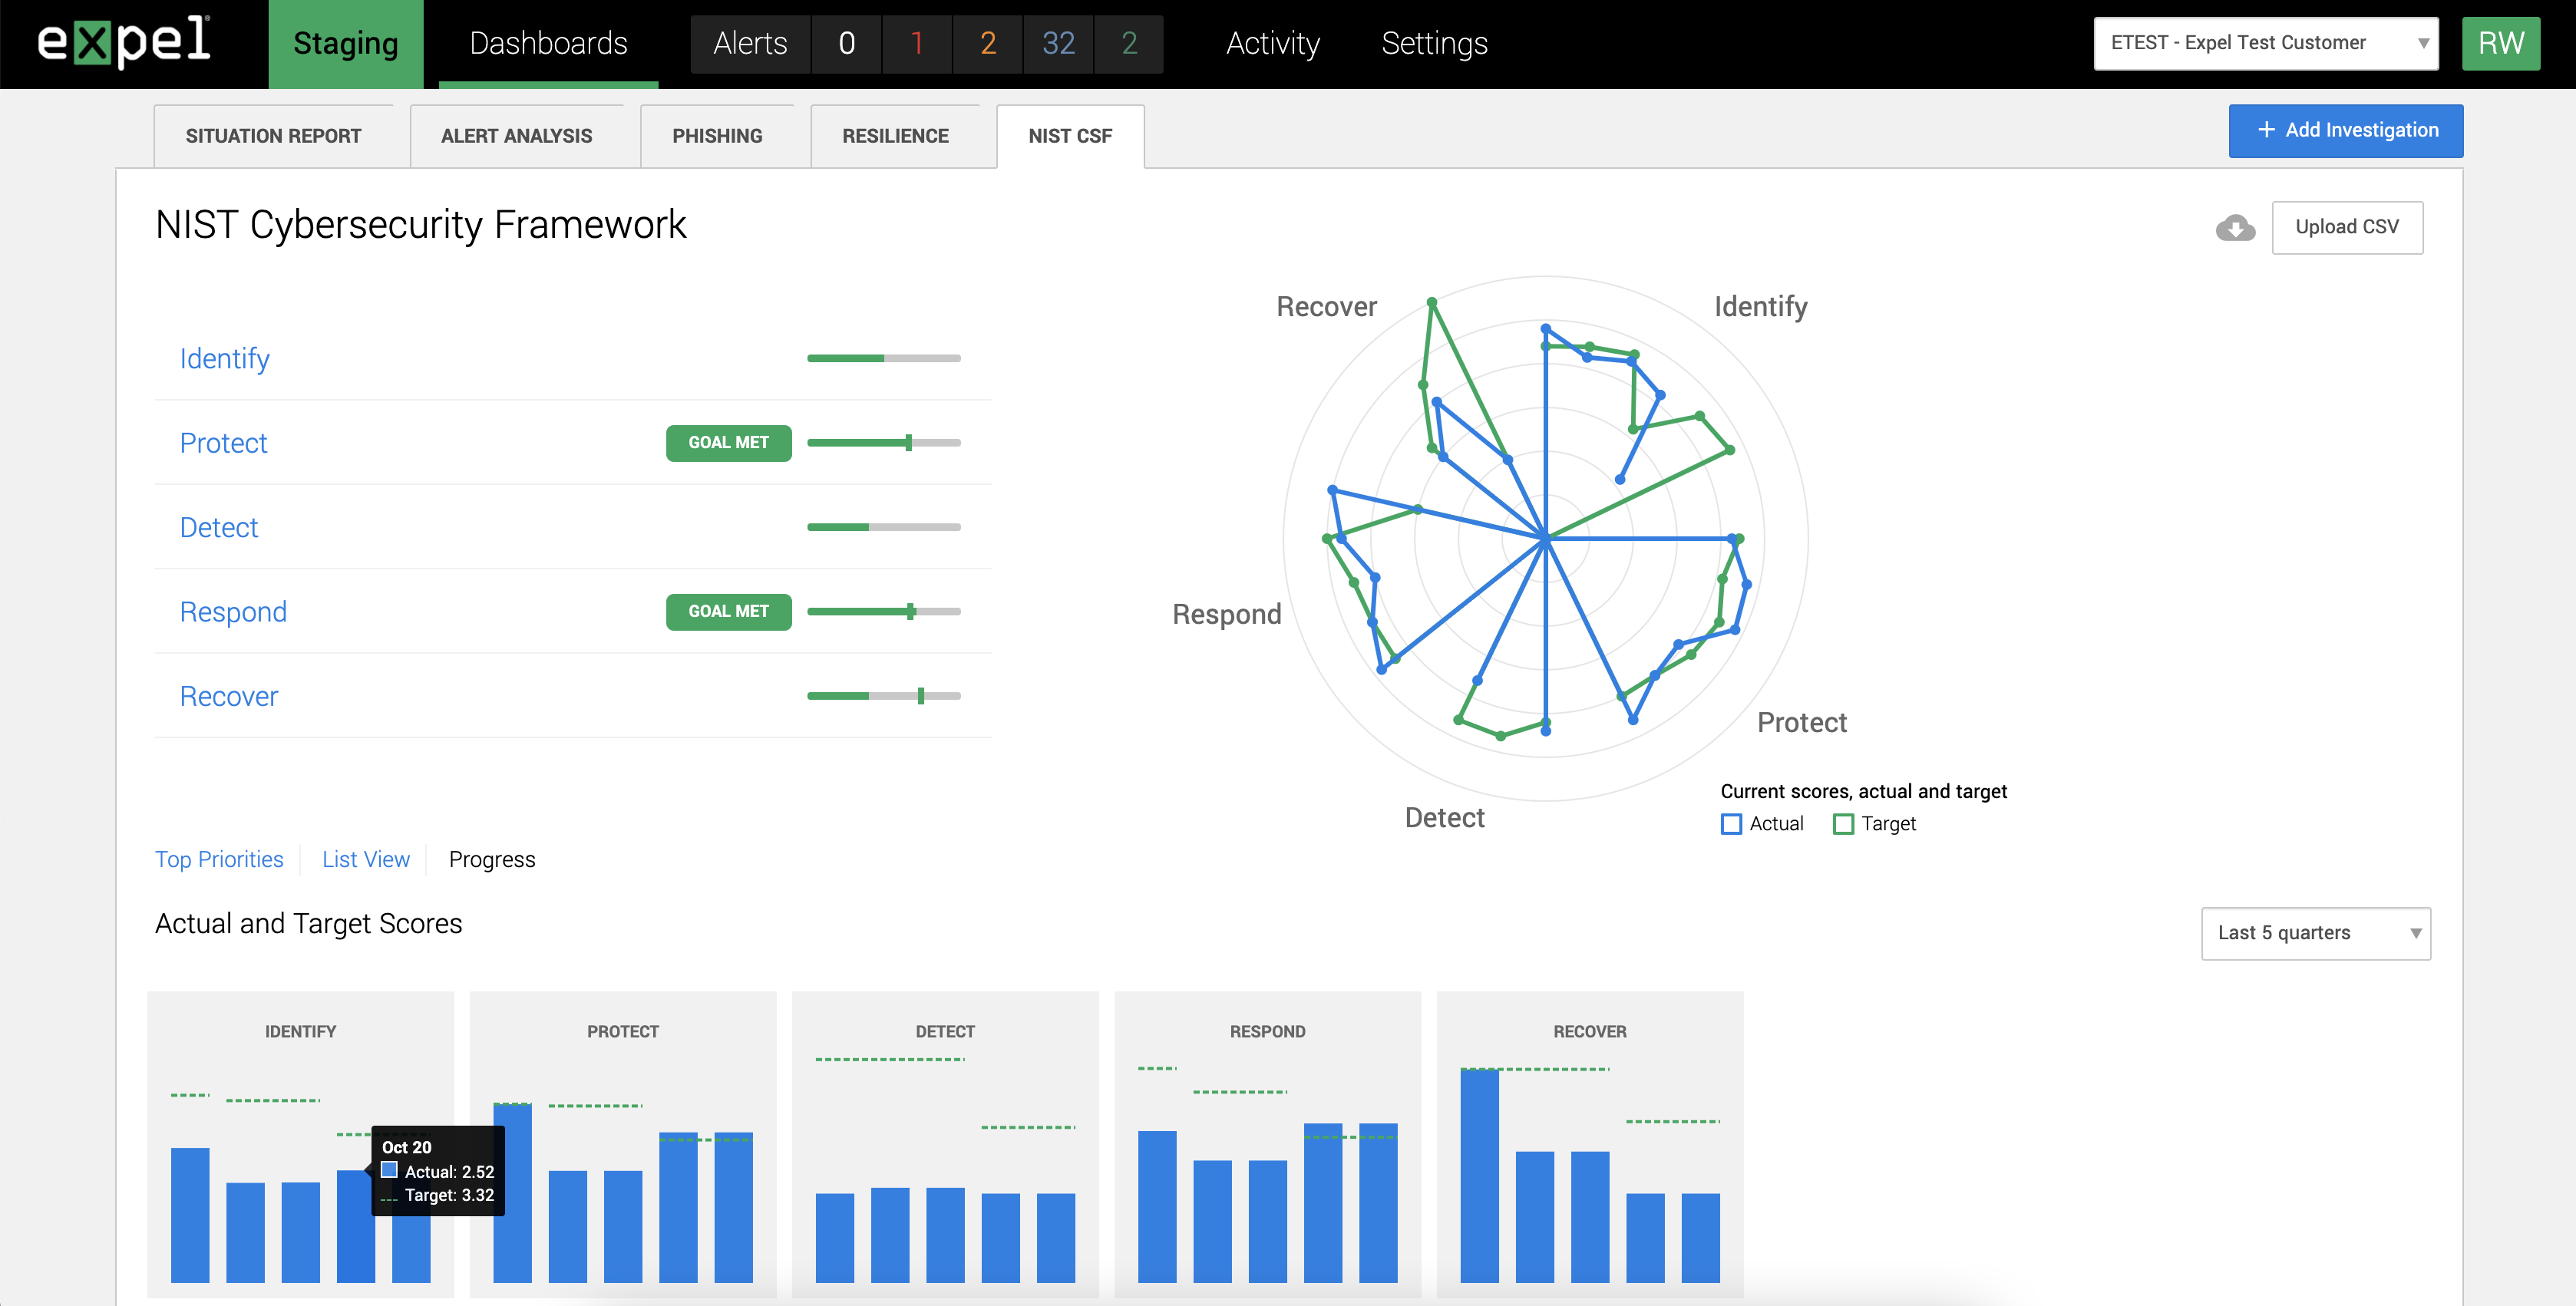 expel
Staging
Dashboards
Alerts 0 1 2 32 2
Activity
Settings
ETEST - Expel Test Customer
RW
SITUATION REPORT
ALERT ANALYSIS
PHISHING
RESILIENCE
NIST CSF
+ Add Investigation
NIST Cybersecurity Framework
Upload CSV
Identify
Protect
GOAL MET
Detect
Respond
GOAL MET
Recover
Recover
Identify
Respond
Protect
Detect
Current scores, actual and target
Actual
Target
Top Priorities
List View
Progress
Actual and Target Scores
Last 5 quarters
IDENTIFY
PROTECT
DETECT
RESPOND
RECOVER
Oct 20
Actual: 2.52
Target: 3.32